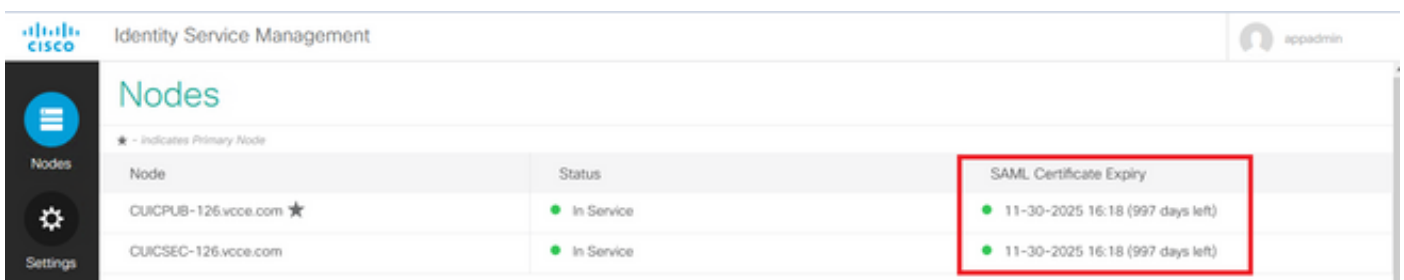 CISCO
Identity Service Management
appadmin
Nodes
★ - indicates Primary Node
Nodes
Node Status SAML Certificate Expiry
CUICPUB-126.vcce.com ★ In Service 11-30-2025 16:18 (997 days left)
CUICSEC-126.vcce.com In Service 11-30-2025 16:18 (997 days left)
Settings